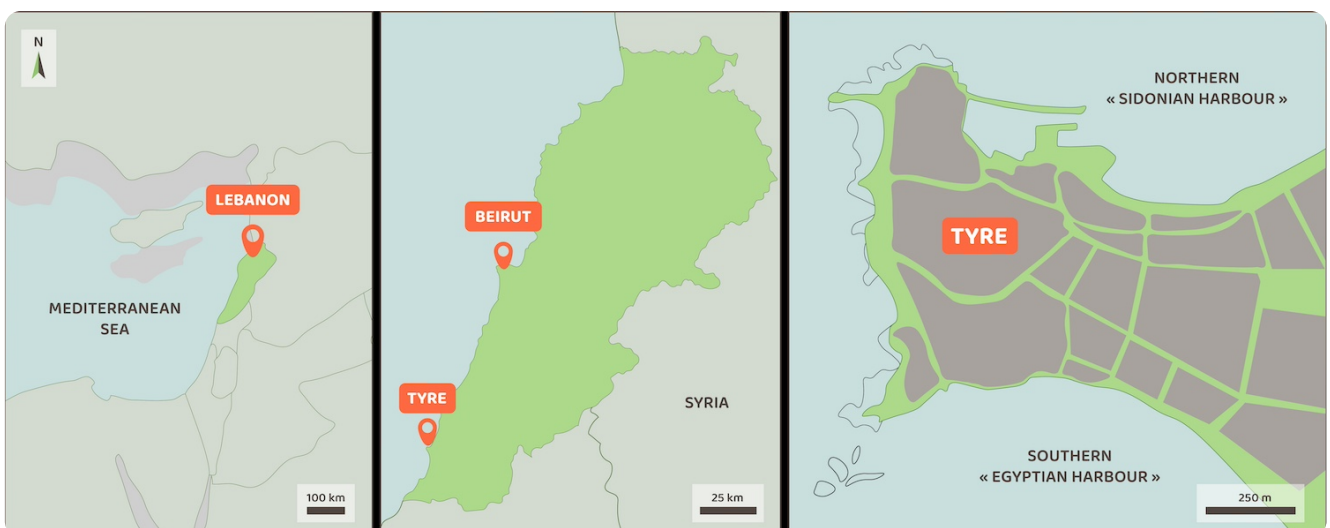 N
LEBANON
MEDITERRANEAN
SEA
100 km
BEIRUT
TYRE
SYRIA
25 km
NORTHERN
« SIDONIAN HARBOUR »
TYRE
SOUTHERN
« EGYPTIAN HARBOUR »
250 m